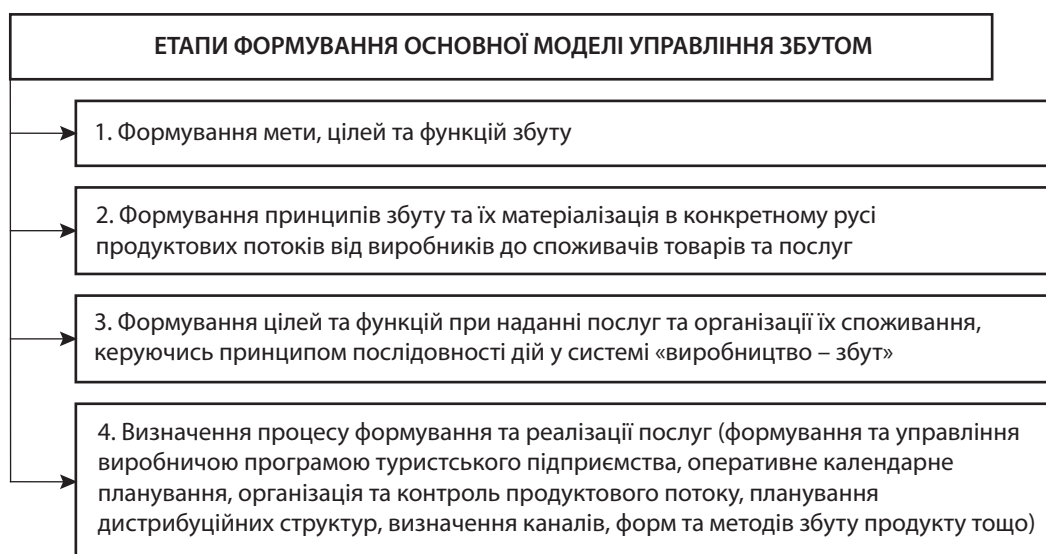 ЕТАПИ ФОРМУВАННЯ ОСНОВНОЇ МОДЕЛІ УПРАВЛІННЯ ЗБУТОМ
1. Формування мети, цілей та функцій збуту
2. Формування принципів збуту та їх матеріалізація в конкретному русі
продуктових потоків від виробників до споживачів товарів та послуг
3. Формування цілей та функцій при наданні послуг та організації їх споживання,
керуючись принципом послідовності дій у системі «виробництво – збут»
4. Визначення процесу формування та реалізації послуг (формування та управління
виробничою програмою туристського підприємства, оперативне календарне
планування, організація та контроль продуктового потоку, планування
дистрибуційних структур, визначення каналів, форм та методів збуту продукту тощо)